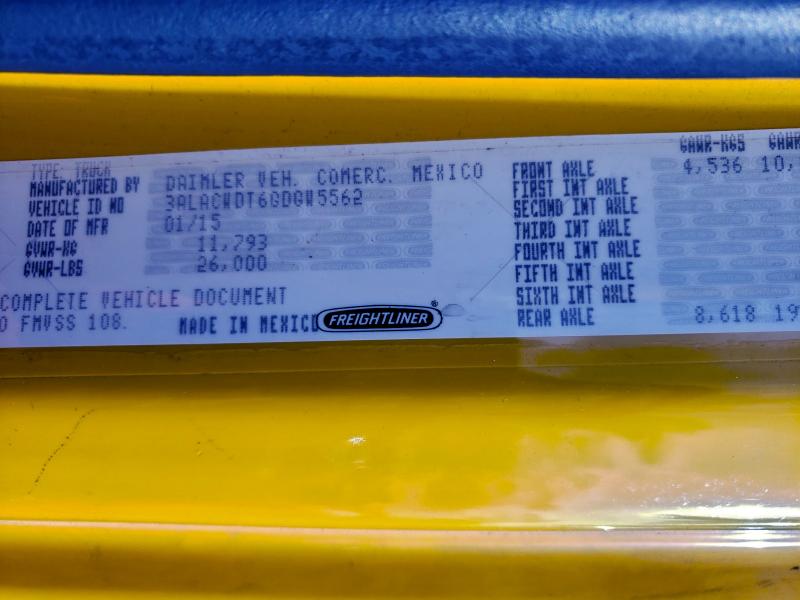 GAWR-KGS GAWR
TYPE: TRUCK
MANUFACTURED BY DAIMLER VEH. COMERC. MEXICO
VEHICLE ID NO 3ALACWDT6GDGW5562
DATE OF MFR 01/15
GVWR-KG 11,793
GVWR-LBS 26,000
COMPLETE VEHICLE DOCUMENT
O FMVSS 108. MADE IN MEXICO FREIGHTLINER®
FRONT AXLE 4,536 10,
FIRST INT AXLE
SECOND INT AXLE
THIRD INT AXLE
FOURTH INT AXLE
FIFTH INT AXLE
SIXTH INT AXLE
REAR AXLE 8,618 19